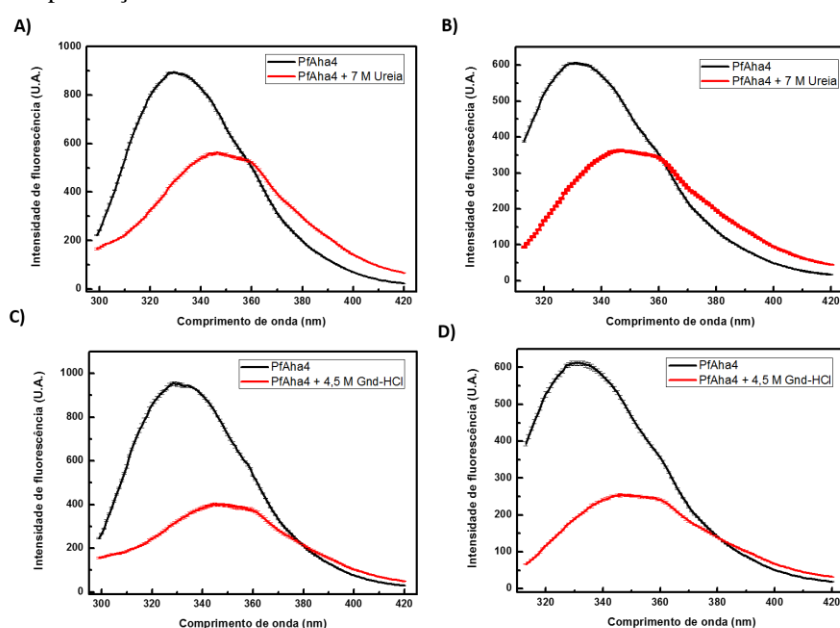 A)
PfAha4
PfAha4 + 7 M Ureia
Intensidade de fluorescência (U.A.)
1000
800
600
400
200
0
300 320 340 360 380 400 420
Comprimento de onda (nm)
B)
PfAha4
PfAha4 + 7 M Ureia
Intensidade de fluorescência (U.A.)
600
500
400
300
200
100
0
320 340 360 380 400 420
Comprimento de onda (nm)
C)
PfAha4
PfAha4 + 4,5 M Gnd-HCl
Intensidade de fluorescência (U.A.)
1000
800
600
400
200
0
300 320 340 360 380 400 420
Comprimento de onda (nm)
D)
PfAha4
PfAha4 + 4,5 M Gnd-HCl
Intensidade de fluorescência (U.A.)
600
500
400
300
200
100
0
320 340 360 380 400 420
Comprimento de onda (nm)